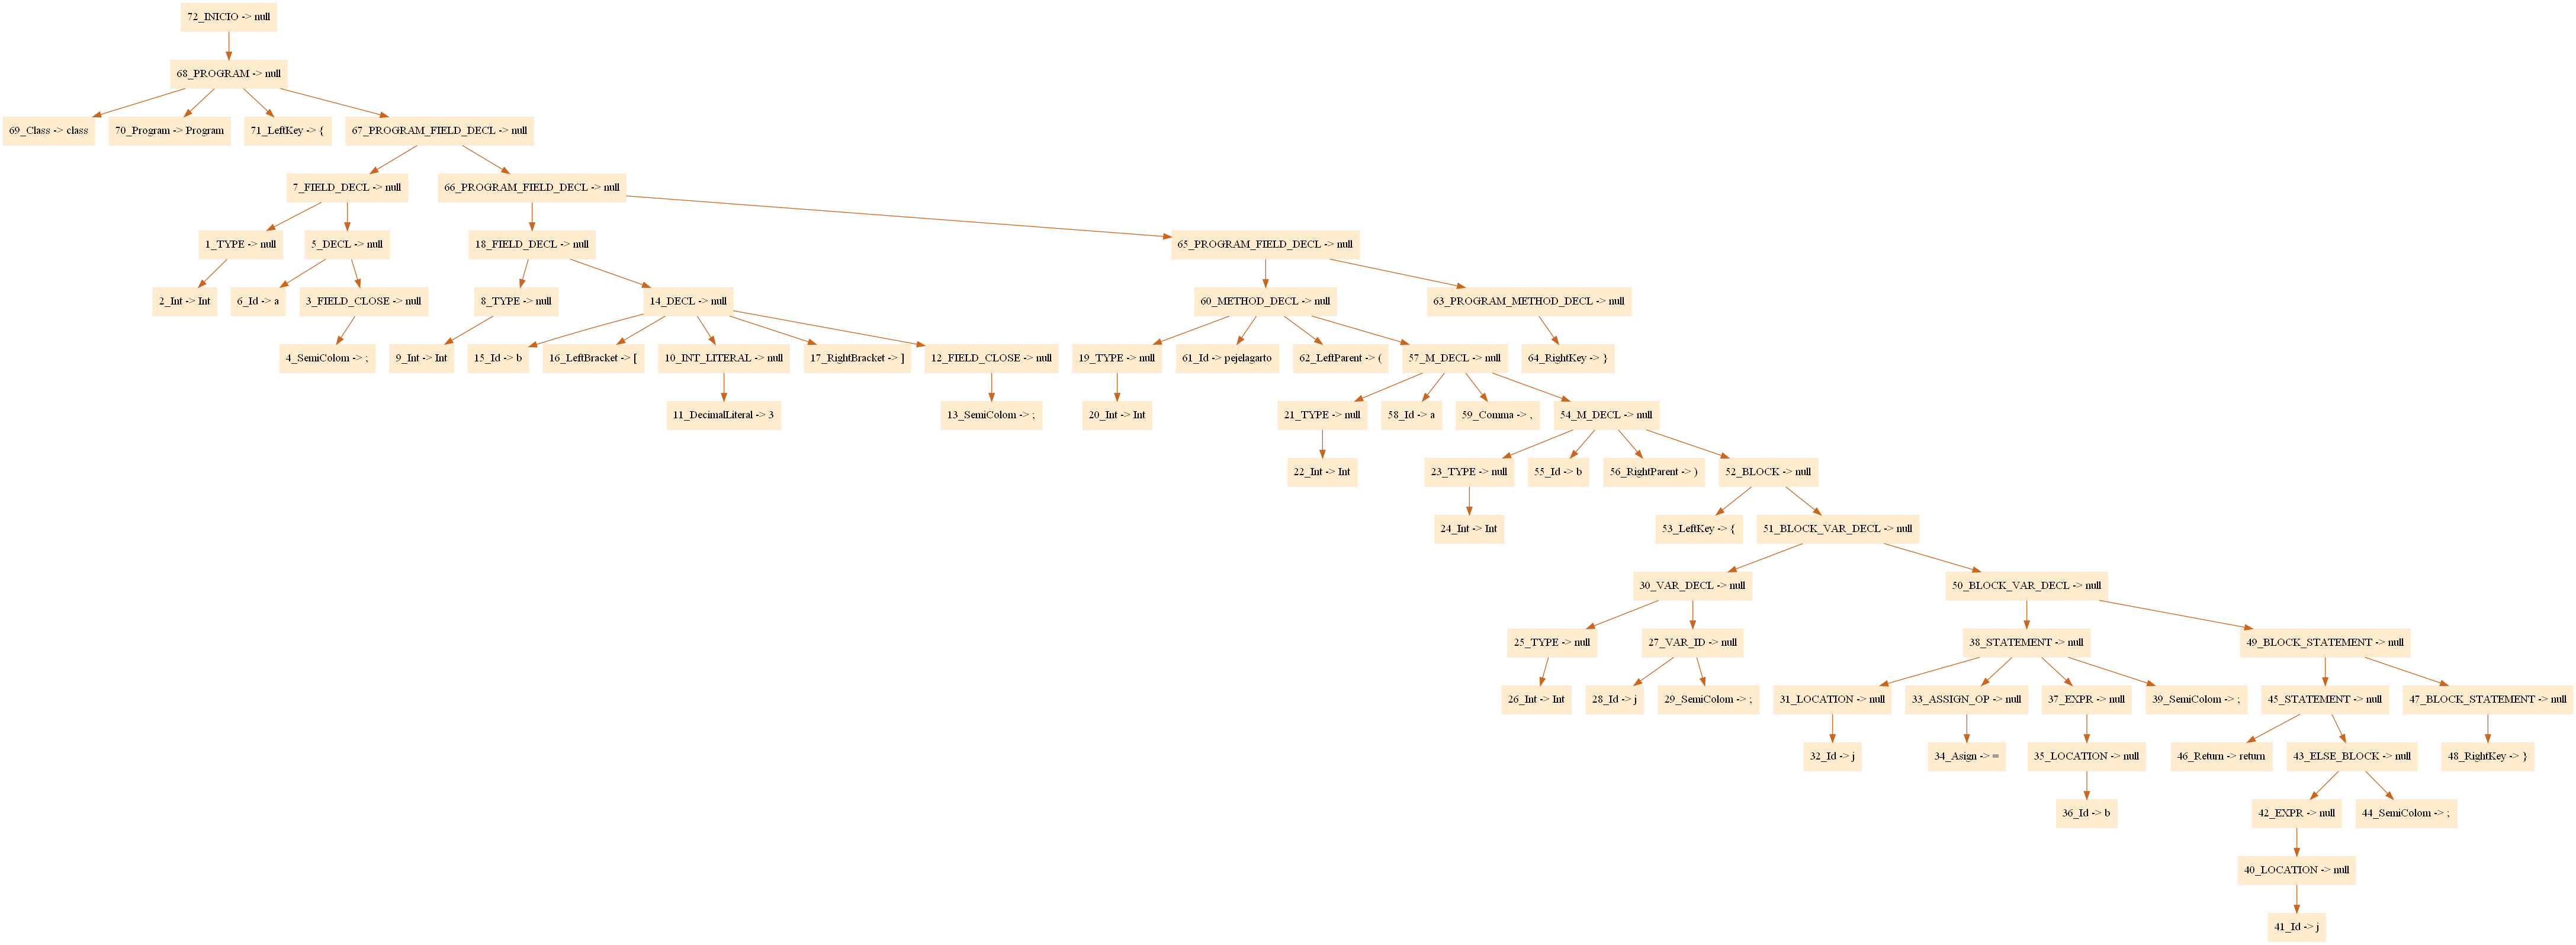 72_INICIO -> null
68_PROGRAM -> null
69_Class -> class
70_Program -> Program
71_LeftKey -> {
67_PROGRAM_FIELD_DECL -> null
7_FIELD_DECL -> null
66_PROGRAM_FIELD_DECL -> null
1_TYPE -> null
5_DECL -> null
18_FIELD_DECL -> null
65_PROGRAM_FIELD_DECL -> null
2_Int -> Int
6_Id -> a
3_FIELD_CLOSE -> null
8_TYPE -> null
14_DECL -> null
60_METHOD_DECL -> null
63_PROGRAM_METHOD_DECL -> null
4_SemiColom -> ;
9_Int -> Int
15_Id -> b
16_LeftBracket -> [
10_INT_LITERAL -> null
17_RightBracket -> ]
12_FIELD_CLOSE -> null
19_TYPE -> null
61_Id -> pejelagarto
62_LeftParent -> (
57_M_DECL -> null
64_RightKey -> }
11_DecimalLiteral -> 3
13_SemiColom -> ;
20_Int -> Int
21_TYPE -> null
58_Id -> a
59_Comma -> ,
54_M_DECL -> null
22_Int -> Int
23_TYPE -> null
55_Id -> b
56_RightParent -> )
52_BLOCK -> null
24_Int -> Int
53_LeftKey -> {
51_BLOCK_VAR_DECL -> null
30_VAR_DECL -> null
50_BLOCK_VAR_DECL -> null
25_TYPE -> null
27_VAR_ID -> null
38_STATEMENT -> null
49_BLOCK_STATEMENT -> null
26_Int -> Int
28_Id -> j
29_SemiColom -> ;
31_LOCATION -> null
33_ASSIGN_OP -> null
37_EXPR -> null
39_SemiColom -> ;
45_STATEMENT -> null
47_BLOCK_STATEMENT -> null
32_Id -> j
34_Asign -> =
35_LOCATION -> null
46_Return -> return
43_ELSE_BLOCK -> null
48_RightKey -> }
36_Id -> b
42_EXPR -> null
44_SemiColom -> ;
40_LOCATION -> null
41_Id -> j